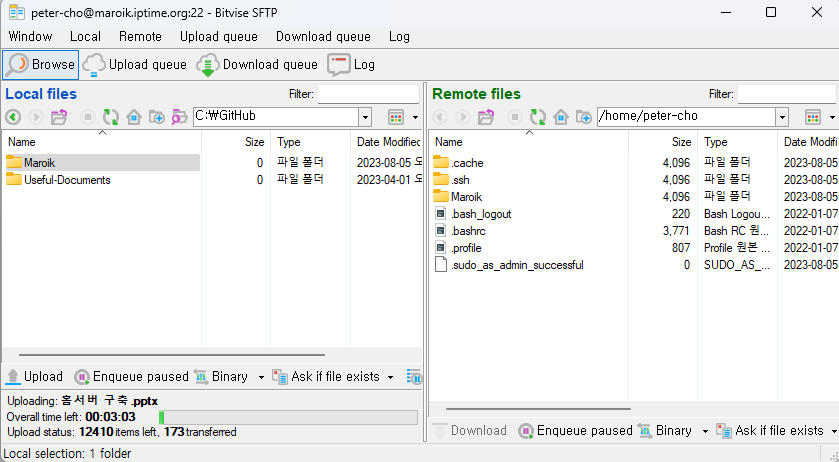 peter-cho@maroik.iptime.org:22 - Bitvise SFTP
Window Local Remote Upload queue Download queue Log
Browse Upload queue Download queue Log
Local files Filter:
C:₩GitHub
Name Size Type Date Modified
Maroik 0 파일 폴더 2023-08-05 오
Useful-Documents 0 파일 폴더 2023-04-01 오
Upload Enqueue paused Binary Ask if file exists
Uploading: 홈서버 구축.pptx
Overall time left: 00:03:03
Upload status: 12410 items left, 173 transferred
Remote files Filter:
/home/peter-cho
Name Size Type Date Modifi
.cache 4,096 파일 폴더 2023-08-05
.ssh 4,096 파일 폴더 2023-08-05
Maroik 4,096 파일 폴더 2023-08-05
.bash_logout 220 Bash Logou... 2022-01-07
.bashrc 3,771 Bash RC 원... 2022-01-07
.profile 807 Profile 원본 ... 2022-01-07
.sudo_as_admin_successful 0 SUDO_AS_... 2023-08-05
Download Enqueue paused Binary Ask if file exists
Local selection: 1 folder